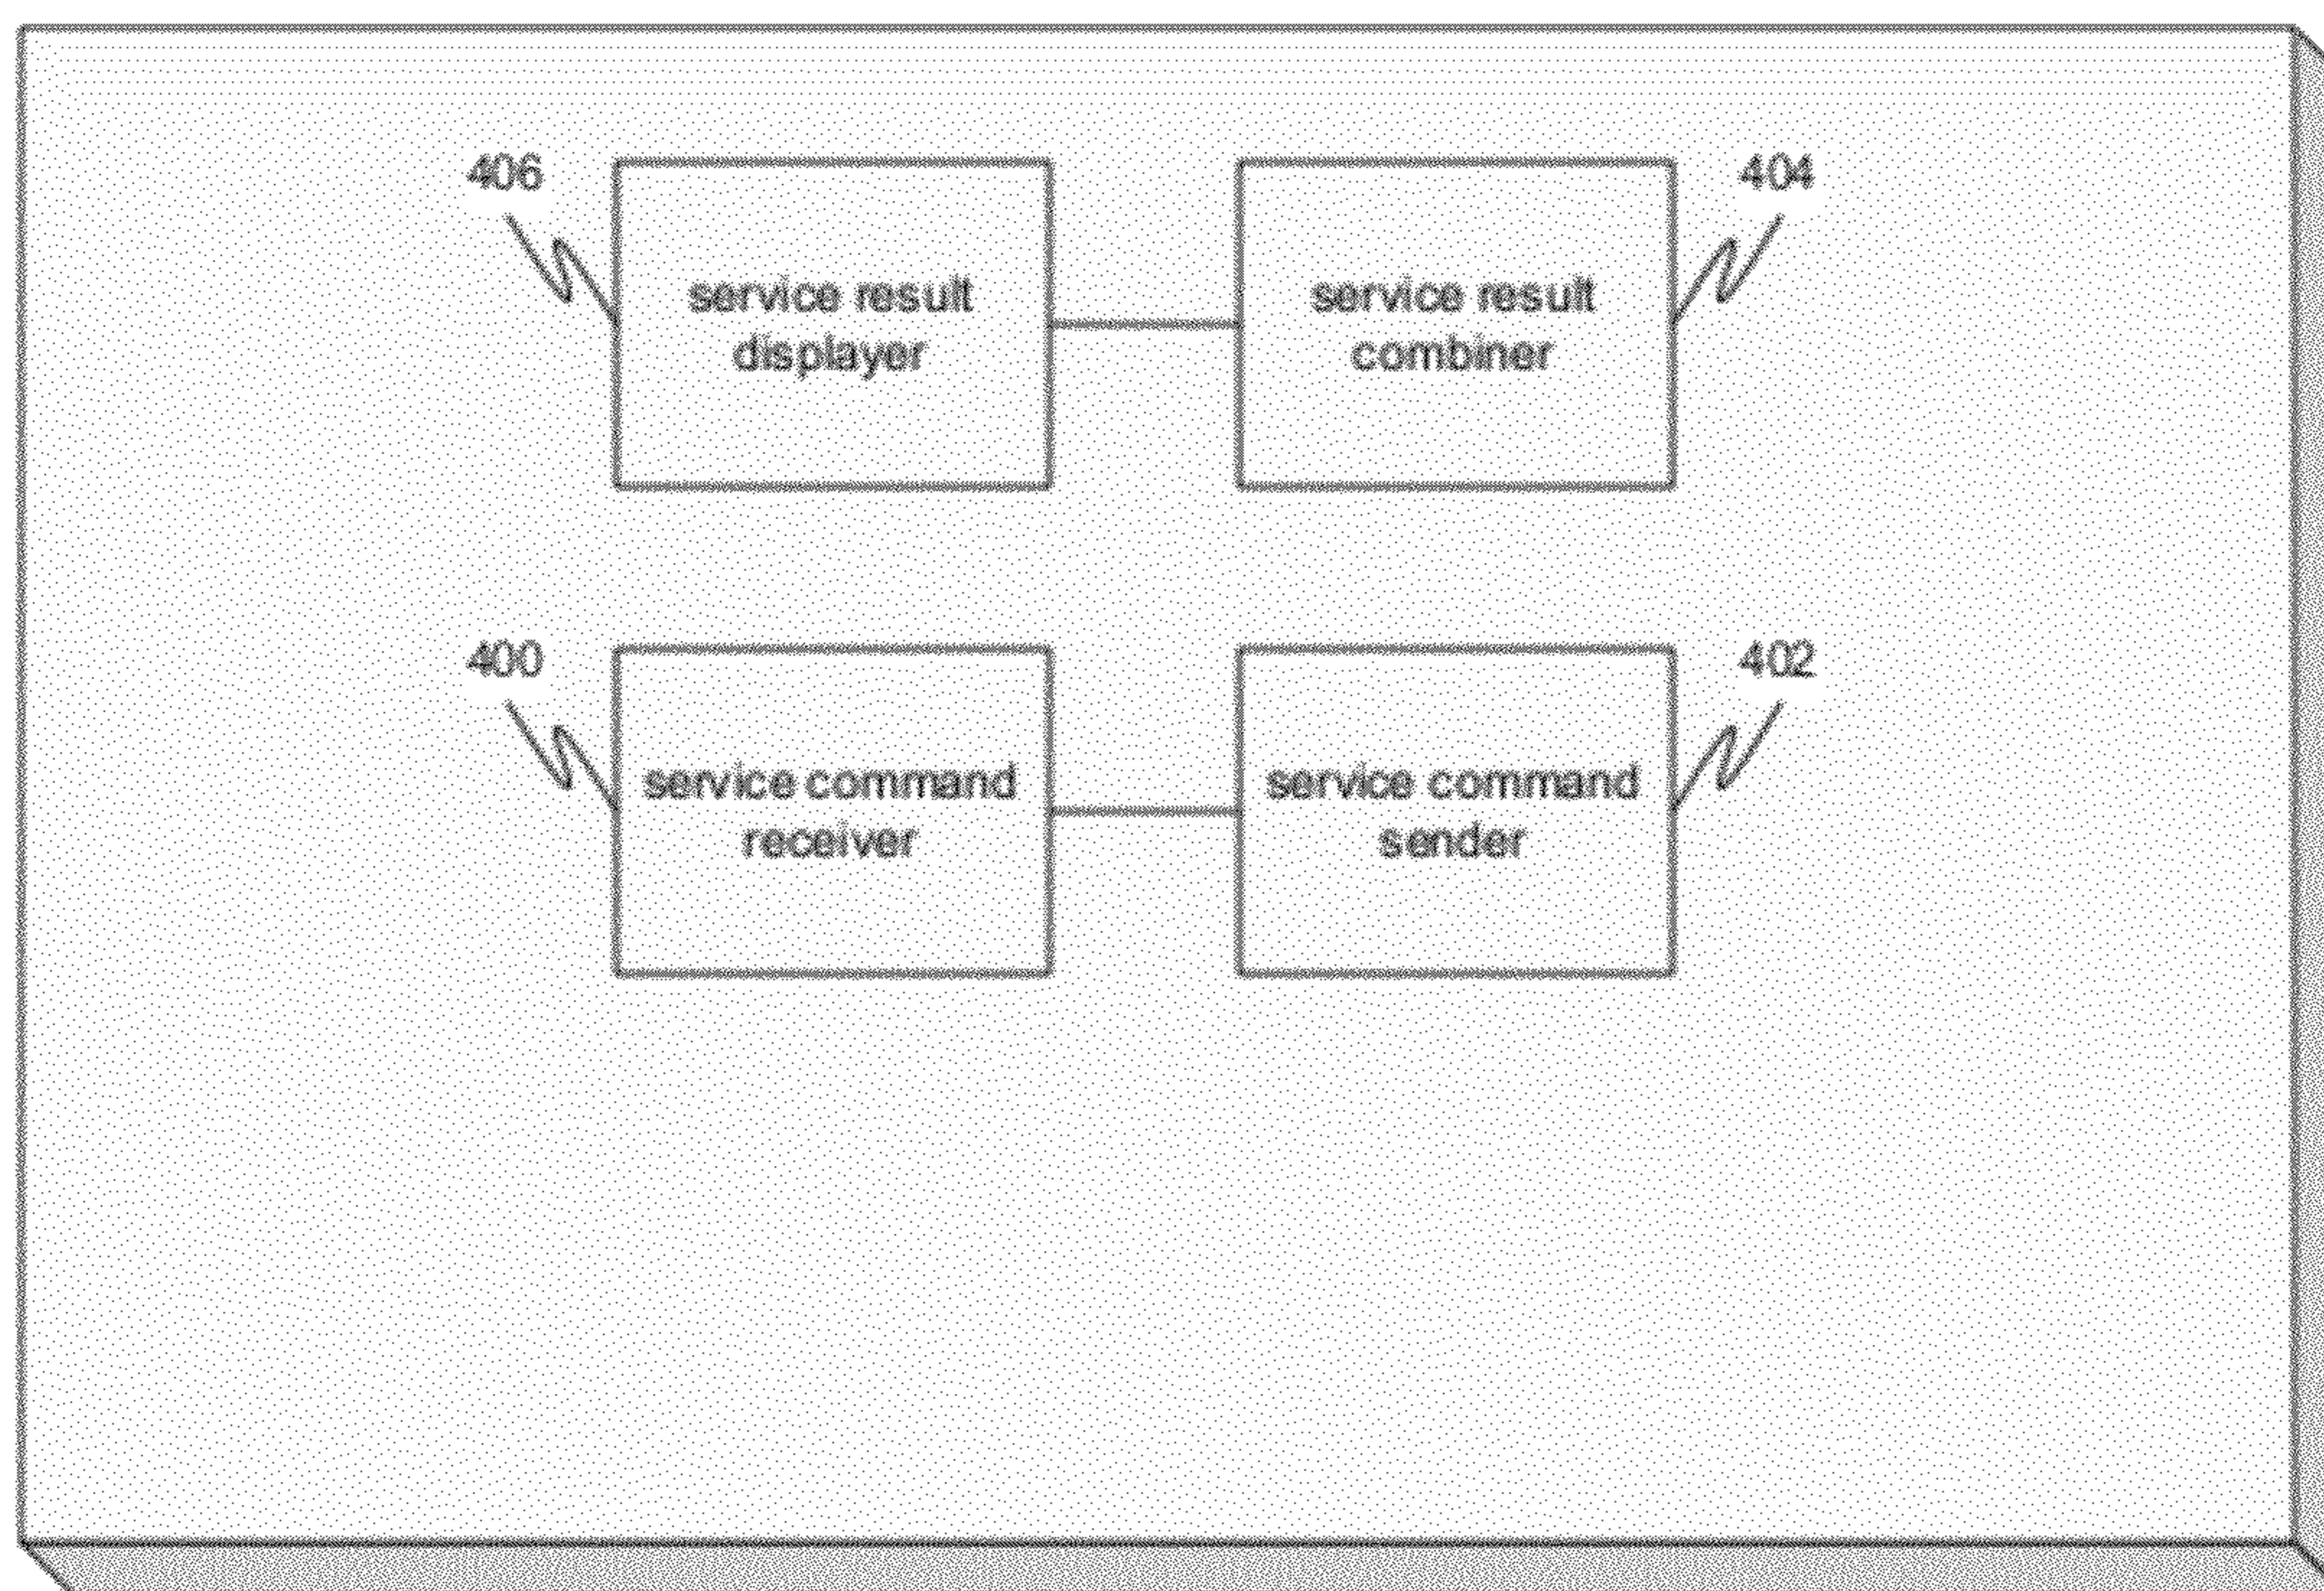 406
404
service result
displayer
service result
combiner
400
402
service command
receiver
service command
sender